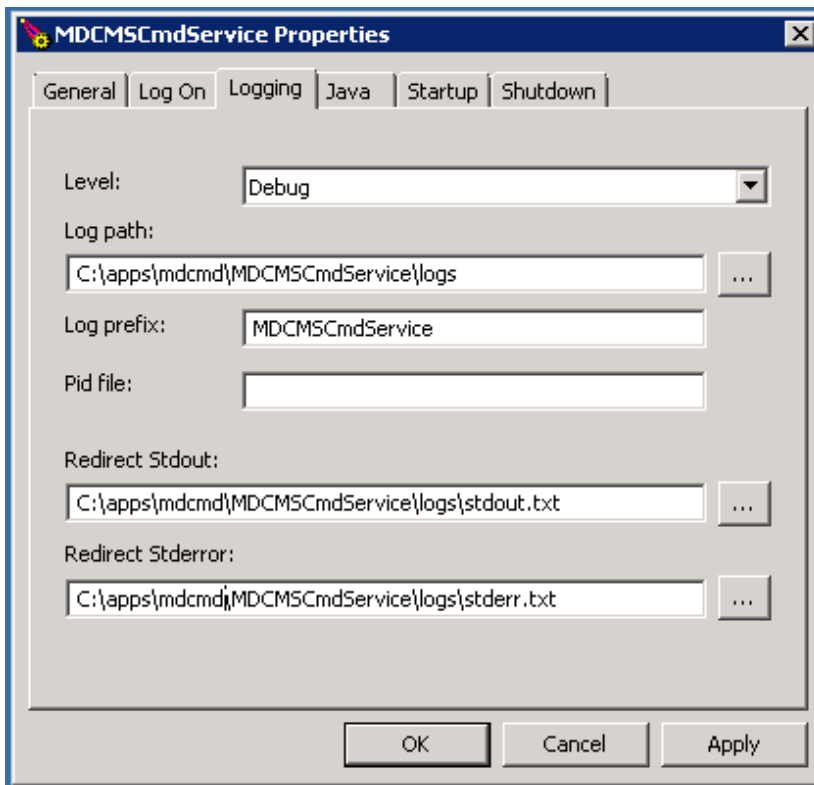 MDCMSCmdService Properties
General Log On Logging Java Startup Shutdown
Level: Debug
Log path:
C:\apps\mdcmd\MDCMSCmdService\logs
...
Log prefix: MDCMSCmdService
Pid file:
Redirect Stdout:
C:\apps\mdcmd\MDCMSCmdService\logs\stdout.txt
...
Redirect Stderror:
C:\apps\mdcmd\MDCMSCmdService\logs\stderr.txt
...
OK Cancel Apply